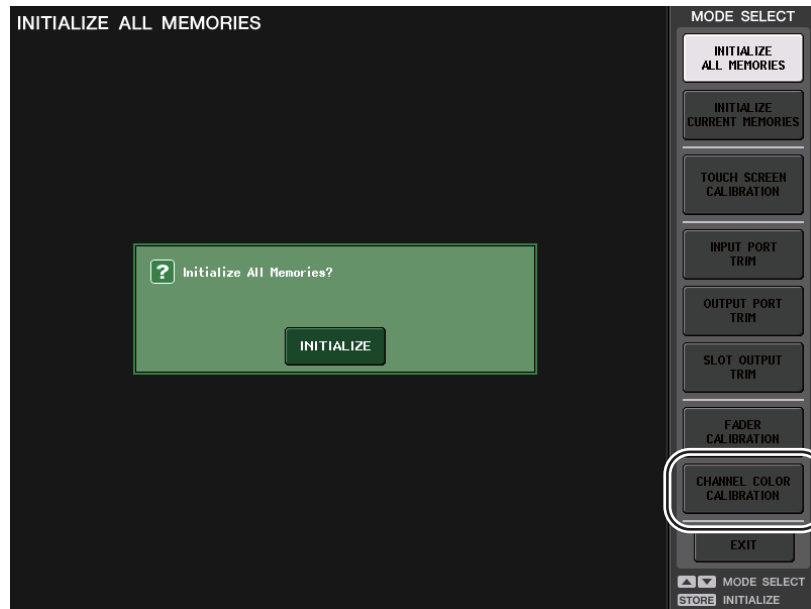 INITIALIZE ALL MEMORIES
? Initialize All Memories?
INITIALIZE
MODE SELECT
INITIALIZE
ALL MEMORIES
INITIALIZE
CURRENT MEMORIES
TOUCH SCREEN
CALIBRATION
INPUT PORT
TRIM
OUTPUT PORT
TRIM
SLOT OUTPUT
TRIM
FADER
CALIBRATION
CHANNEL COLOR
CALIBRATION
EXIT
MODE SELECT
STORE INITIALIZE